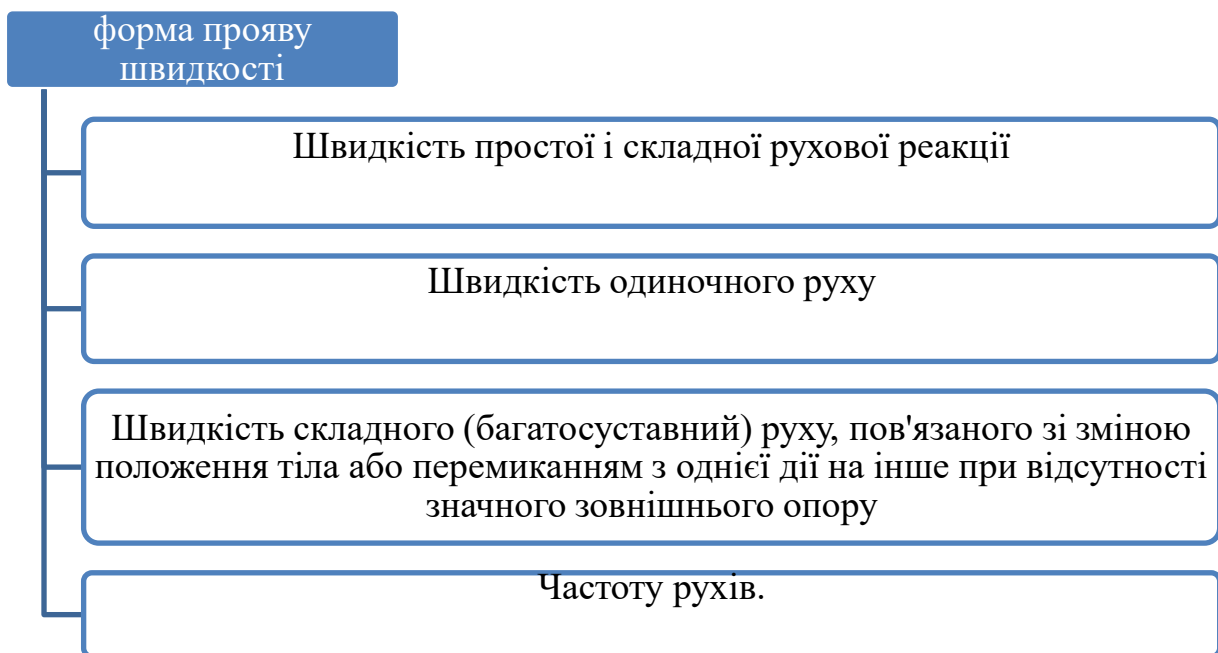 форма прояву
швидкості
Швидкість простої і складної рухової реакції
Швидкість одиночного руху
Швидкість складного (багатосуставний) руху, пов'язаного зі зміною
положення тіла або перемиканням з однієї дії на інше при відсутності
значного зовнішнього опору
Частоту рухів.